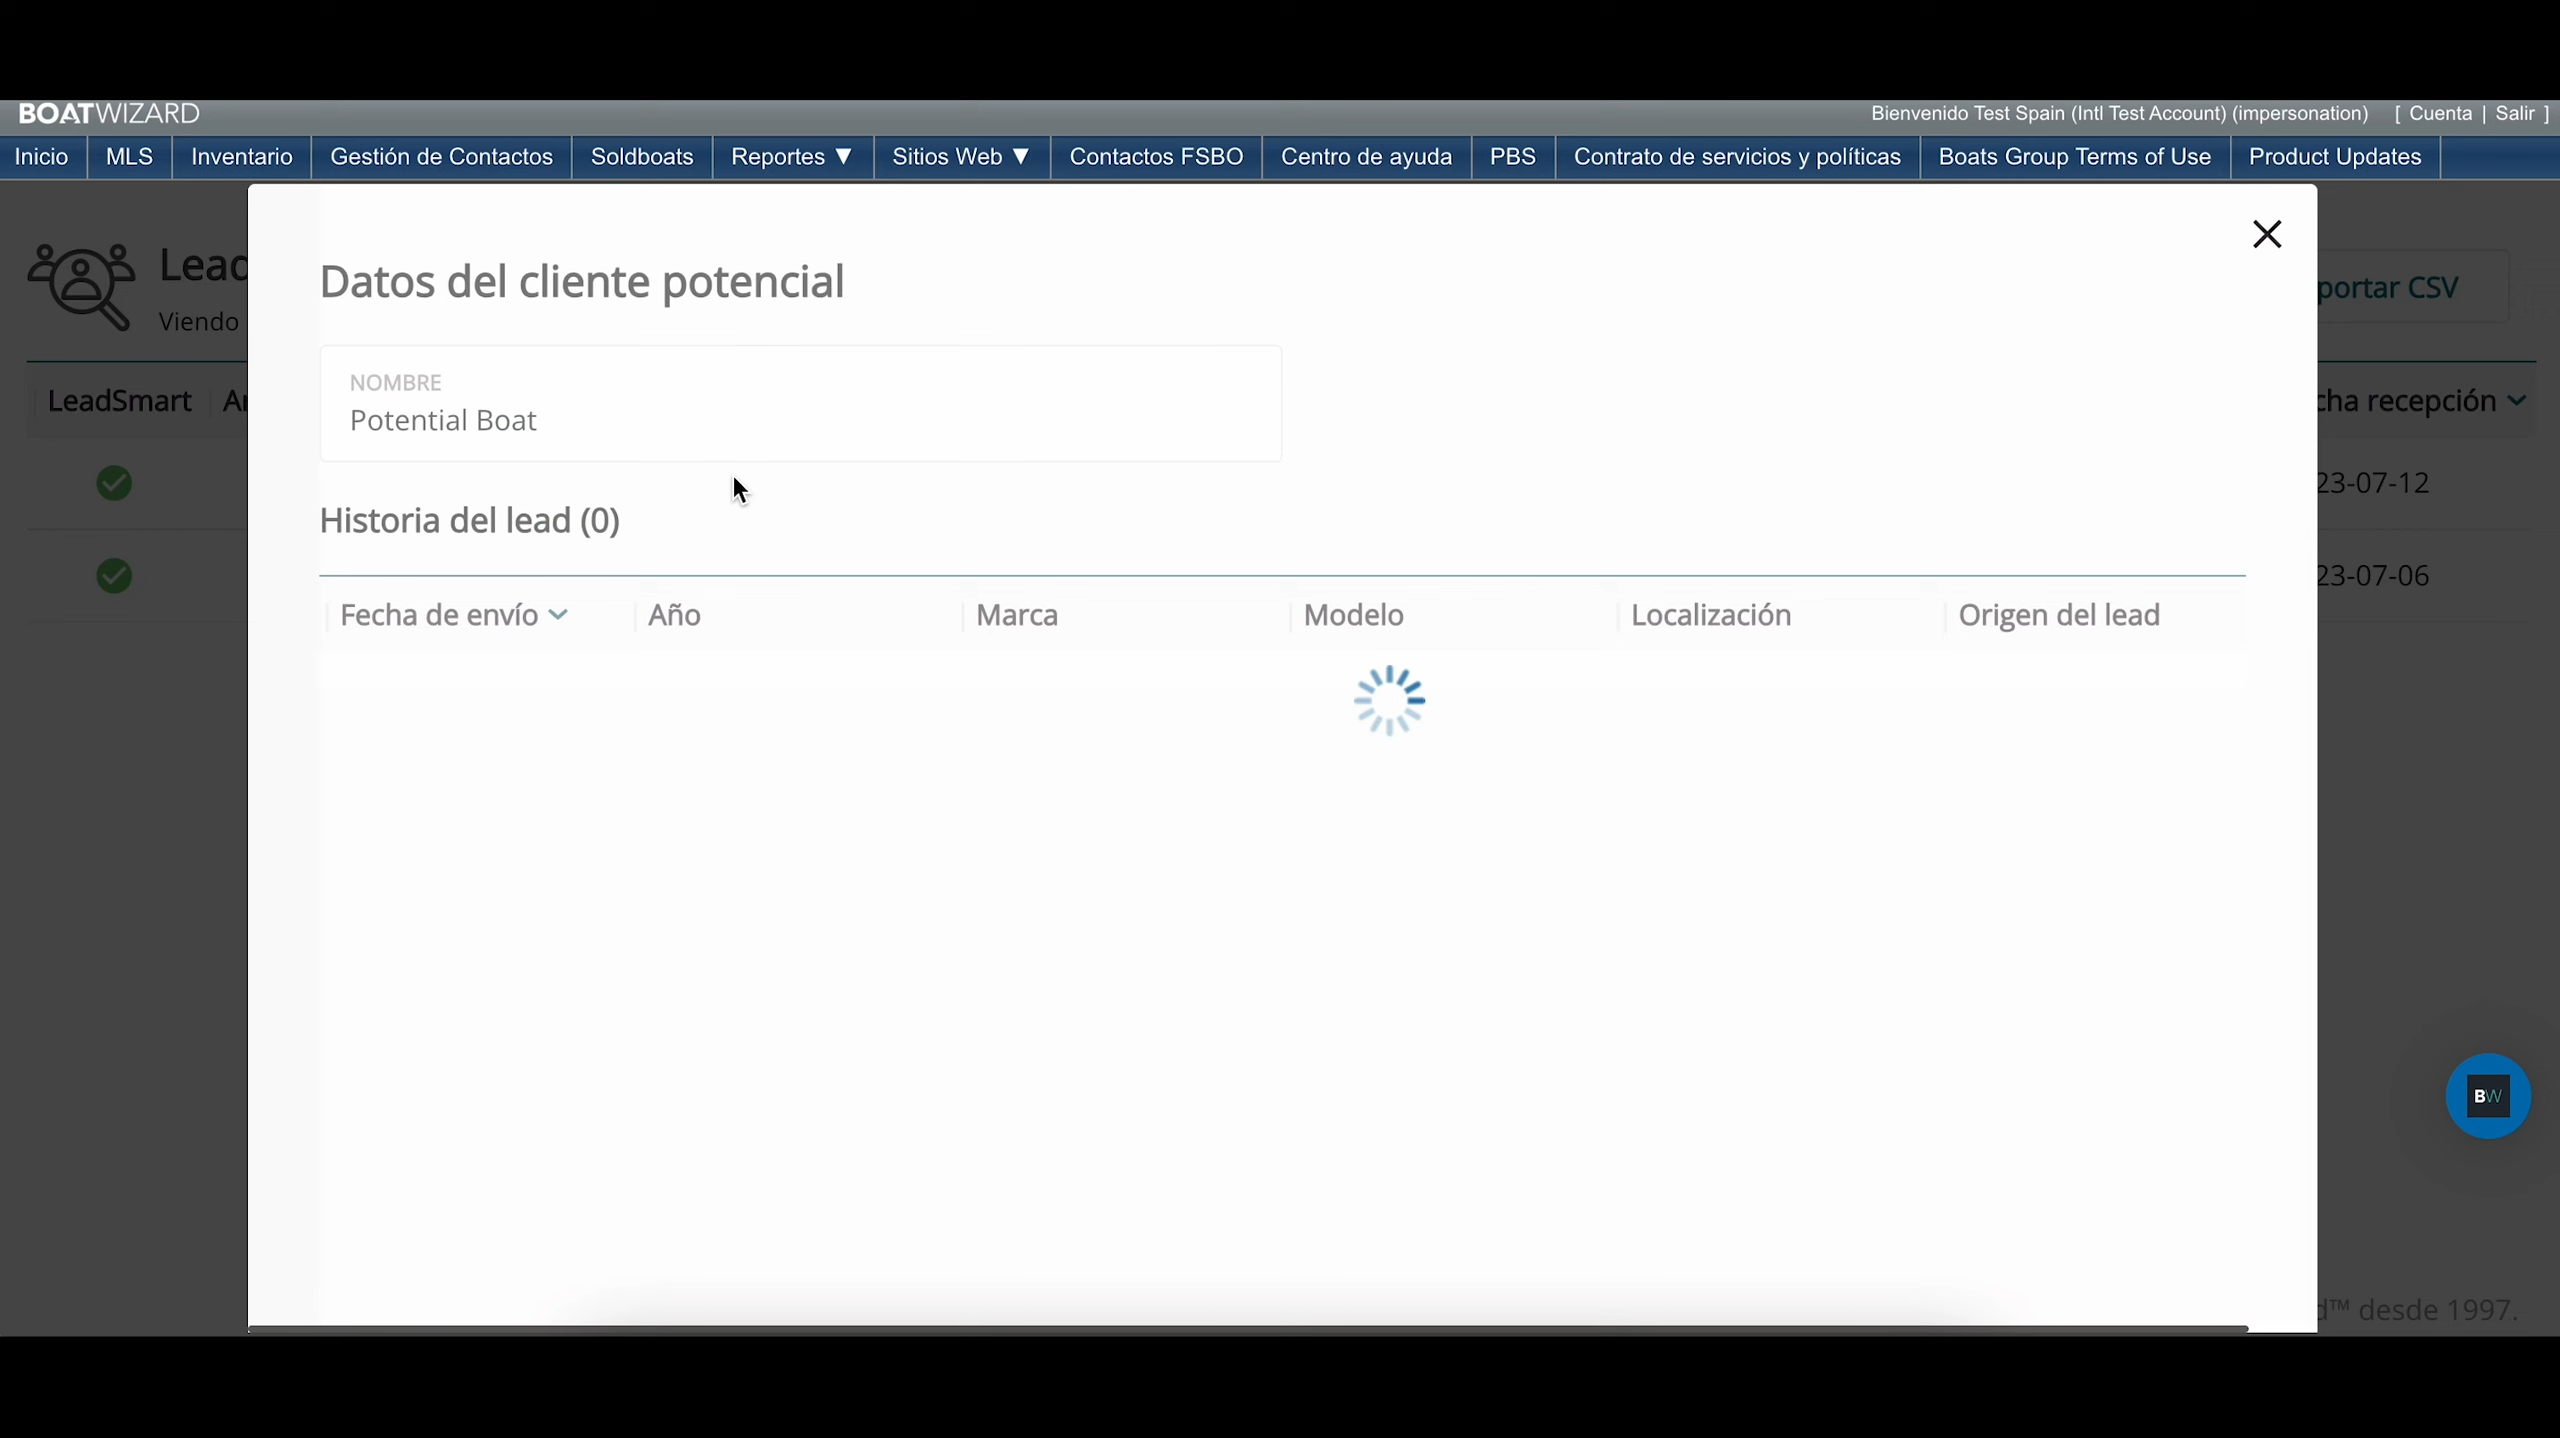 BOATWIZARD
Bienvenido Test Spain (Intl Test Account) (impersonation) [ Cuenta | Salir ]
Inicio MLS Inventario Gestión de Contactos Soldboats Reportes ▼ Sitios Web ▼ Contactos FSBO Centro de ayuda PBS Contrato de servicios y políticas Boats Group Terms of Use Product Updates
Lead
Viendo
portar CSV
Datos del cliente potencial
NOMBRE
Potential Boat
LeadSmart
cha recepción
23-07-12
Historia del lead (0)
23-07-06
Fecha de envío Año Marca Modelo Localización Origen del lead
BW
d™ desde 1997.